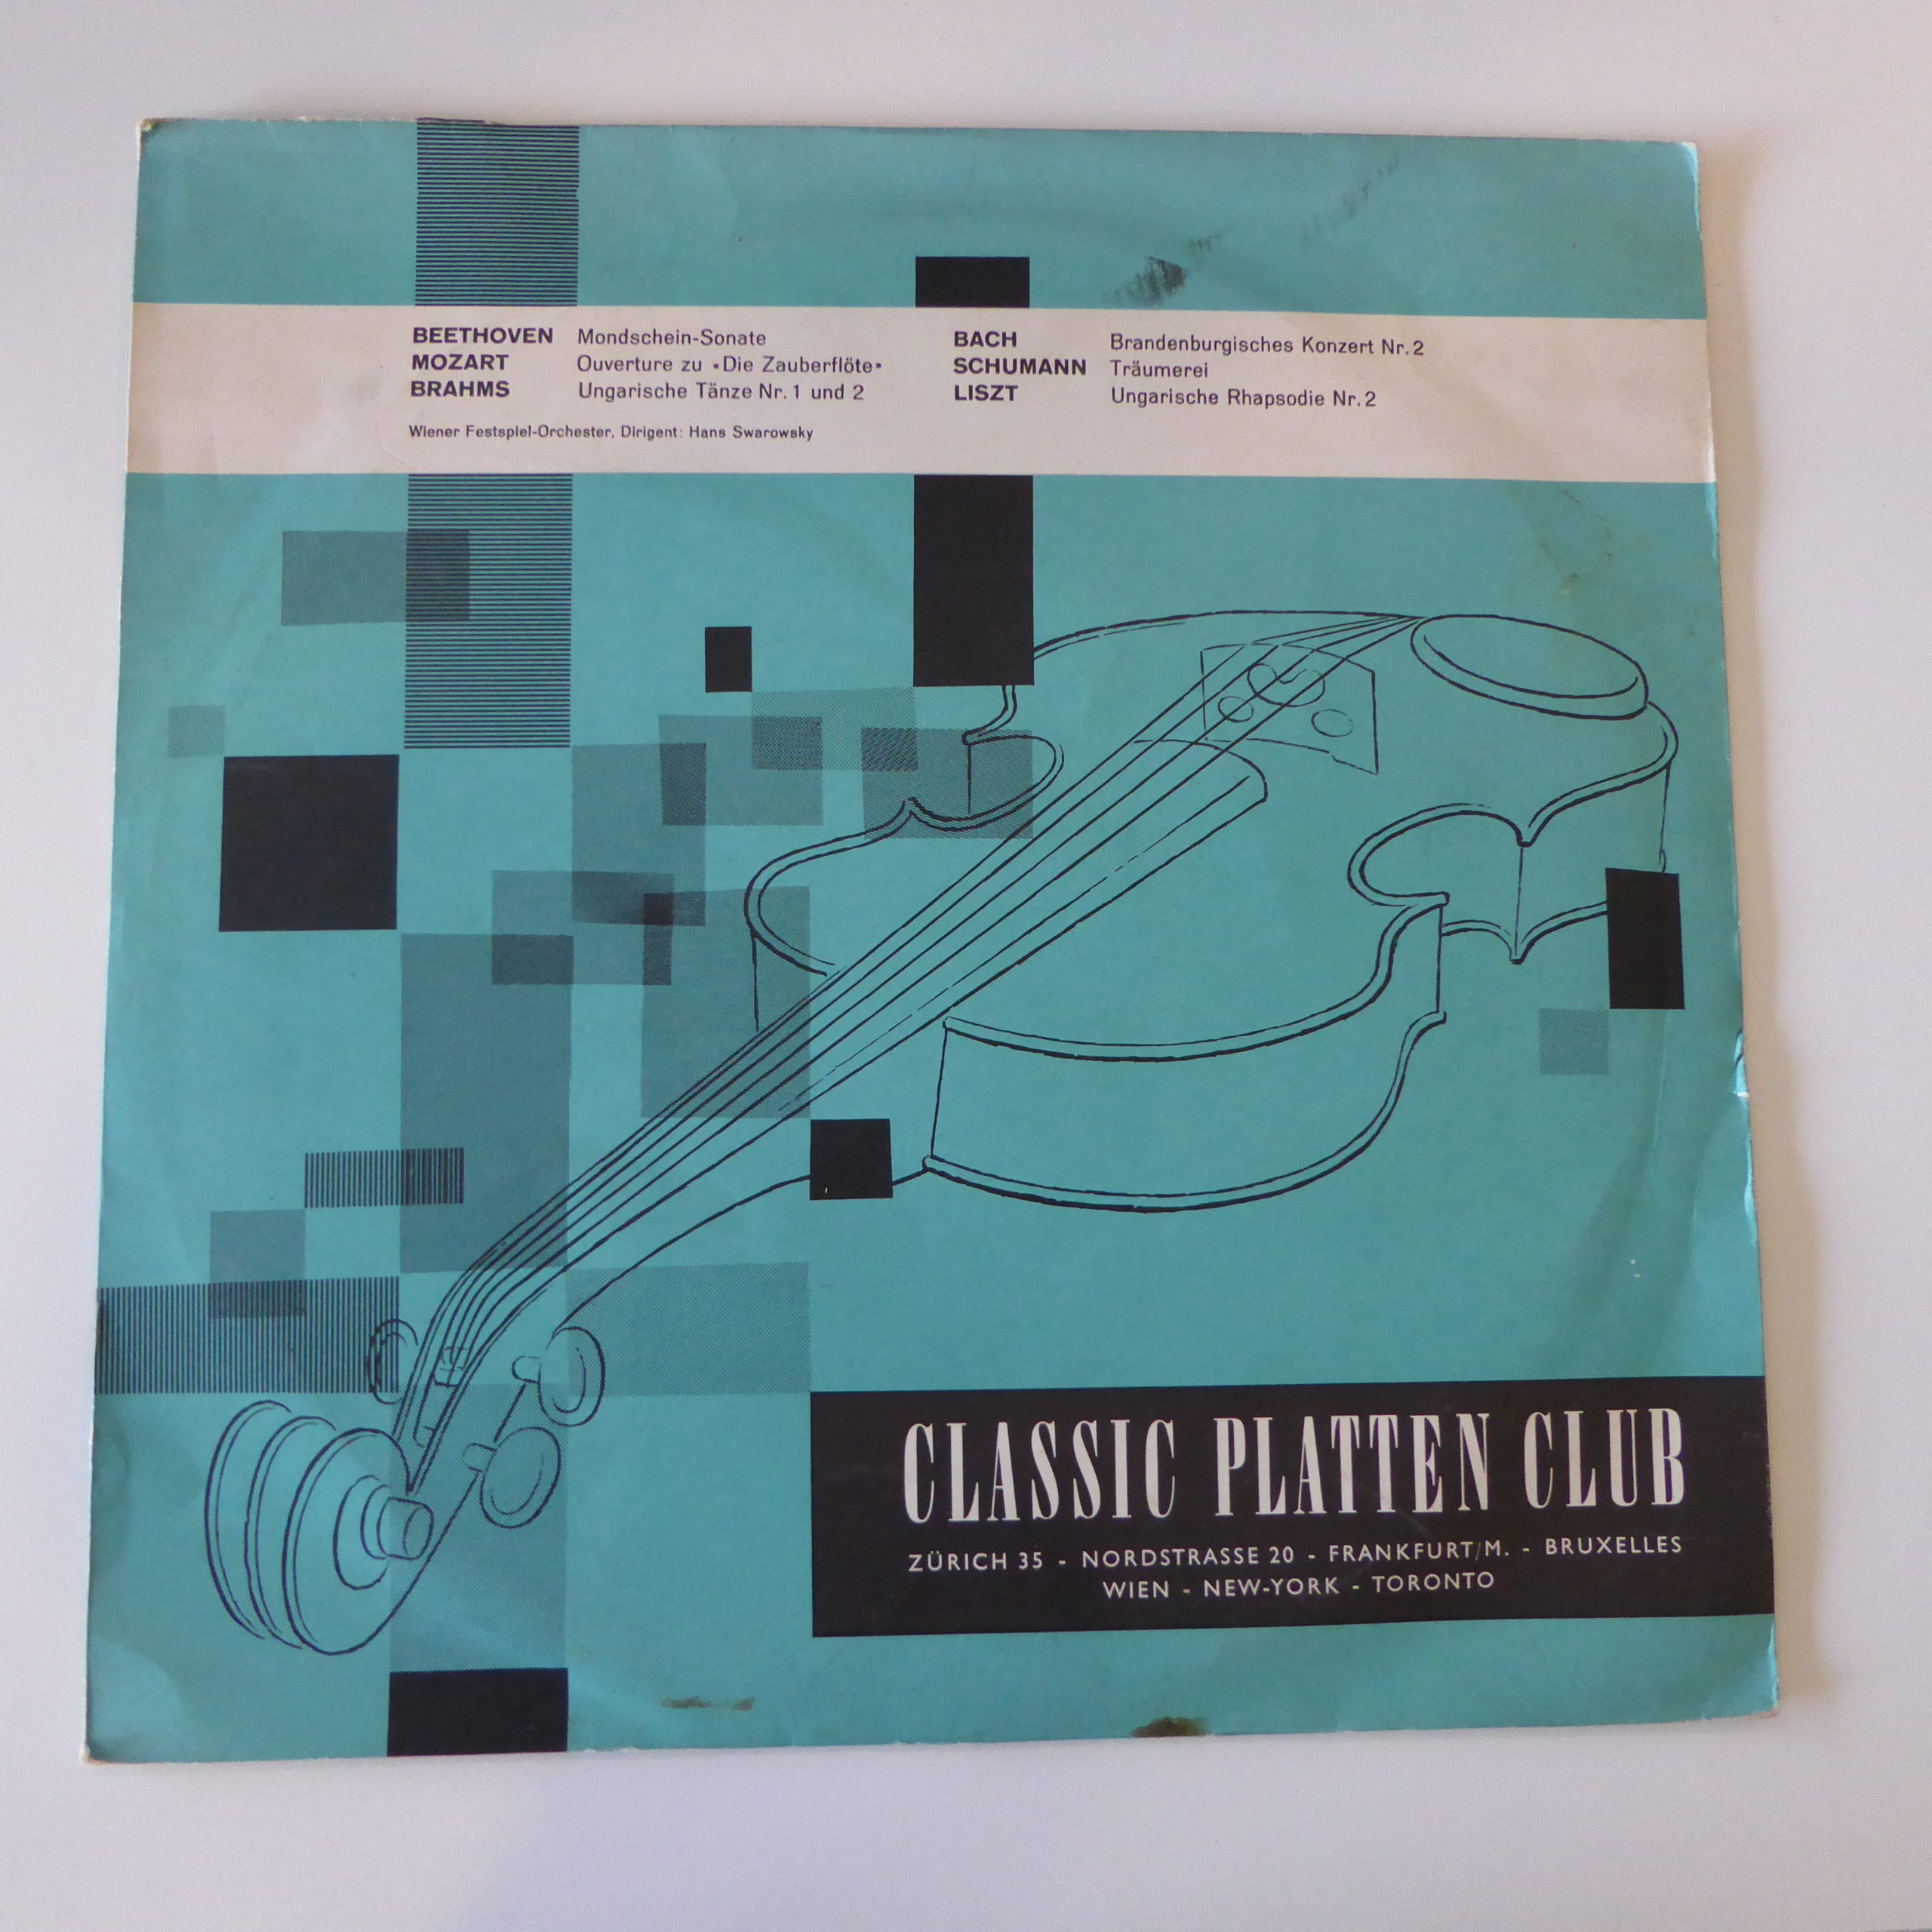 BEETHOVEN Mondschein-Sonate
MOZART Ouverture zu «Die Zauberflöte»
BRAHMS Ungarische Tänze Nr. 1 und 2
Wiener Festspiel-Orchester, Dirigent: Hans Swarowsky
BACH Brandenburgisches Konzert Nr. 2
SCHUMANN Träumerei
LISZT Ungarische Rhapsodie Nr. 2
CLASSIC PLATTEN CLUB
ZÜRICH 35 - NORDSTRASSE 20 - FRANKFURT/M. - BRUXELLES
WIEN - NEW-YORK - TORONTO